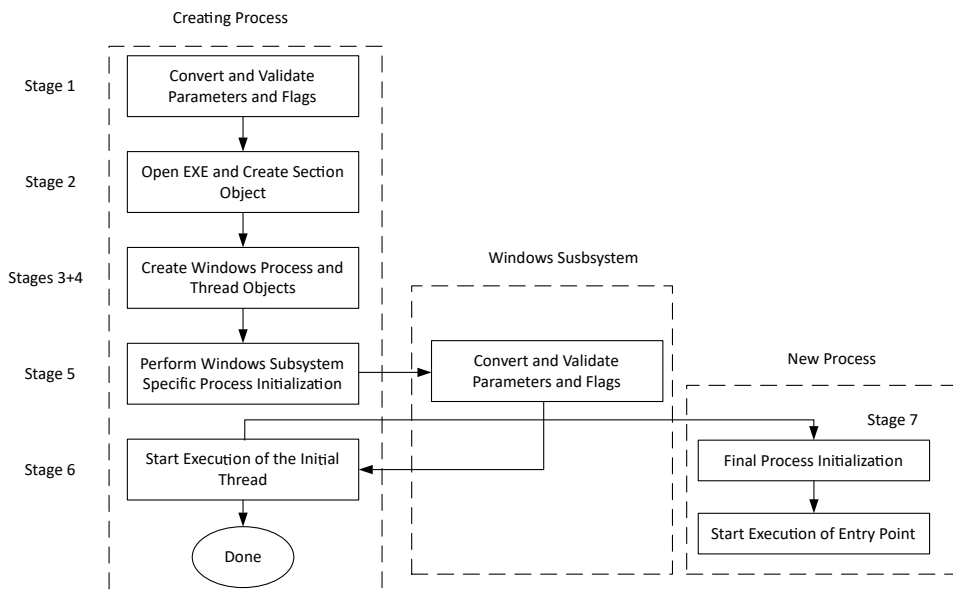 Creating Process
Stage 1
Convert and Validate
Parameters and Flags
Stage 2
Open EXE and Create Section
Object
Stages 3+4
Create Windows Process and
Thread Objects
Windows Susbsystem
Stage 5
Perform Windows Subsystem
Specific Process Initialization
Convert and Validate
Parameters and Flags
New Process
Stage 7
Stage 6
Start Execution of the Initial
Thread
Final Process Initialization
Start Execution of Entry Point
Done